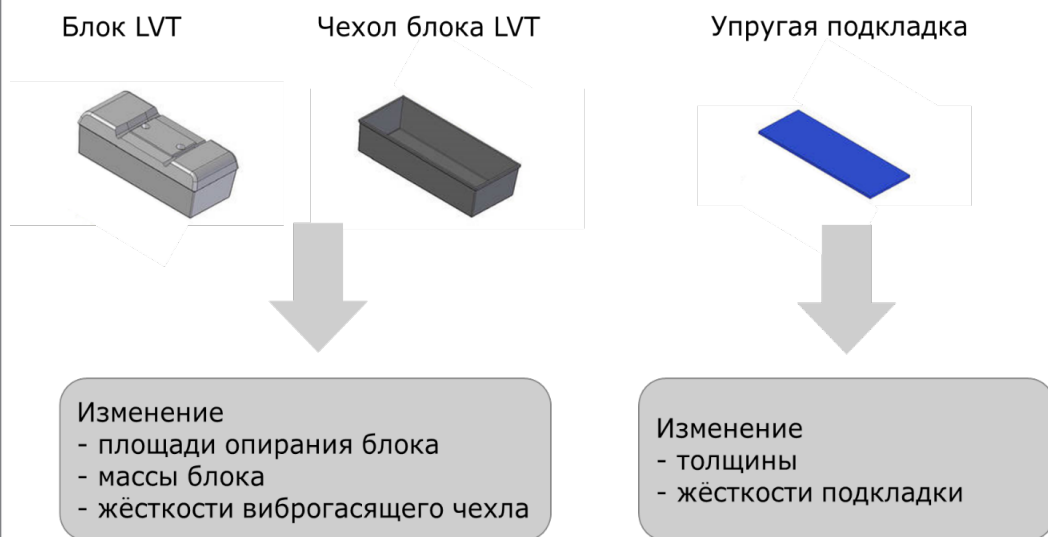 Блок LVT
Чехол блока LVT
Упругая подкладка
Изменение
- площади опирания блока
- массы блока
- жёсткости виброгасящего чехла
Изменение
- толщины
- жёсткости подкладки